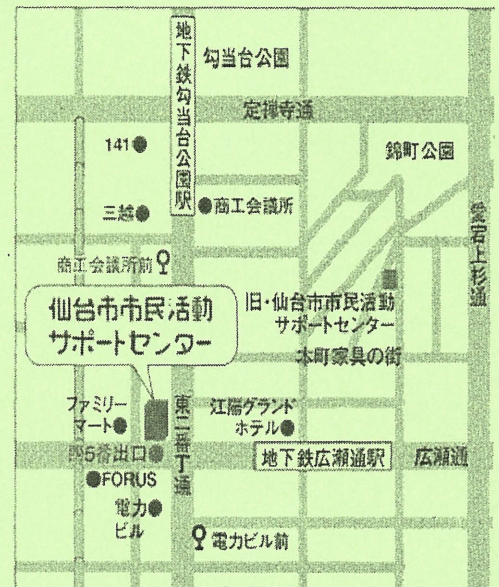 地下鉄勾当台公園駅
勾当台公園
定禅寺通
141
錦町公園
三越
商工会議所
愛宕上杉通
商工会議所前
仙台市市民活動
サポートセンター
旧・仙台市市民活動
サポートセンター
本町家具の街
ファミリー
マート
東二番丁通
江陽グランド
ホテル
西5番出口
地下鉄広瀬通駅
広瀬通
FORUS
電力
ビル
電力ビル前